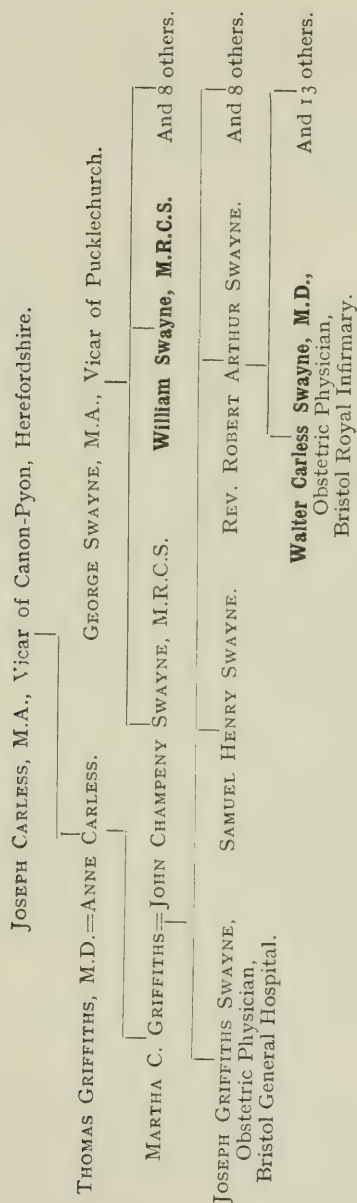 JOSEPH CARLESS, M.A., Vicar of Canon-Pyon, Herefordshire.
THOMAS GRIFFITHS, M.D.=ANNE CARLESS. GEORGE SWAYNE, M.A., Vicar of Pucklechurch.
MARTHA C. GRIFFITHS=JOHN CHAMPENY SWAYNE, M.R.C.S. William Swayne, M.R.C.S. And 8 others.
JOSEPH GRIFFITHS SWAYNE, SAMUEL HENRY SWAYNE. REV. ROBERT ARTHUR SWAYNE. And 8 others.
Obstetric Physician,
Bristol General Hospital.
Walter Carless Swayne, M.D., And 13 others.
Obstetric Physician,
Bristol Royal Infirmary.